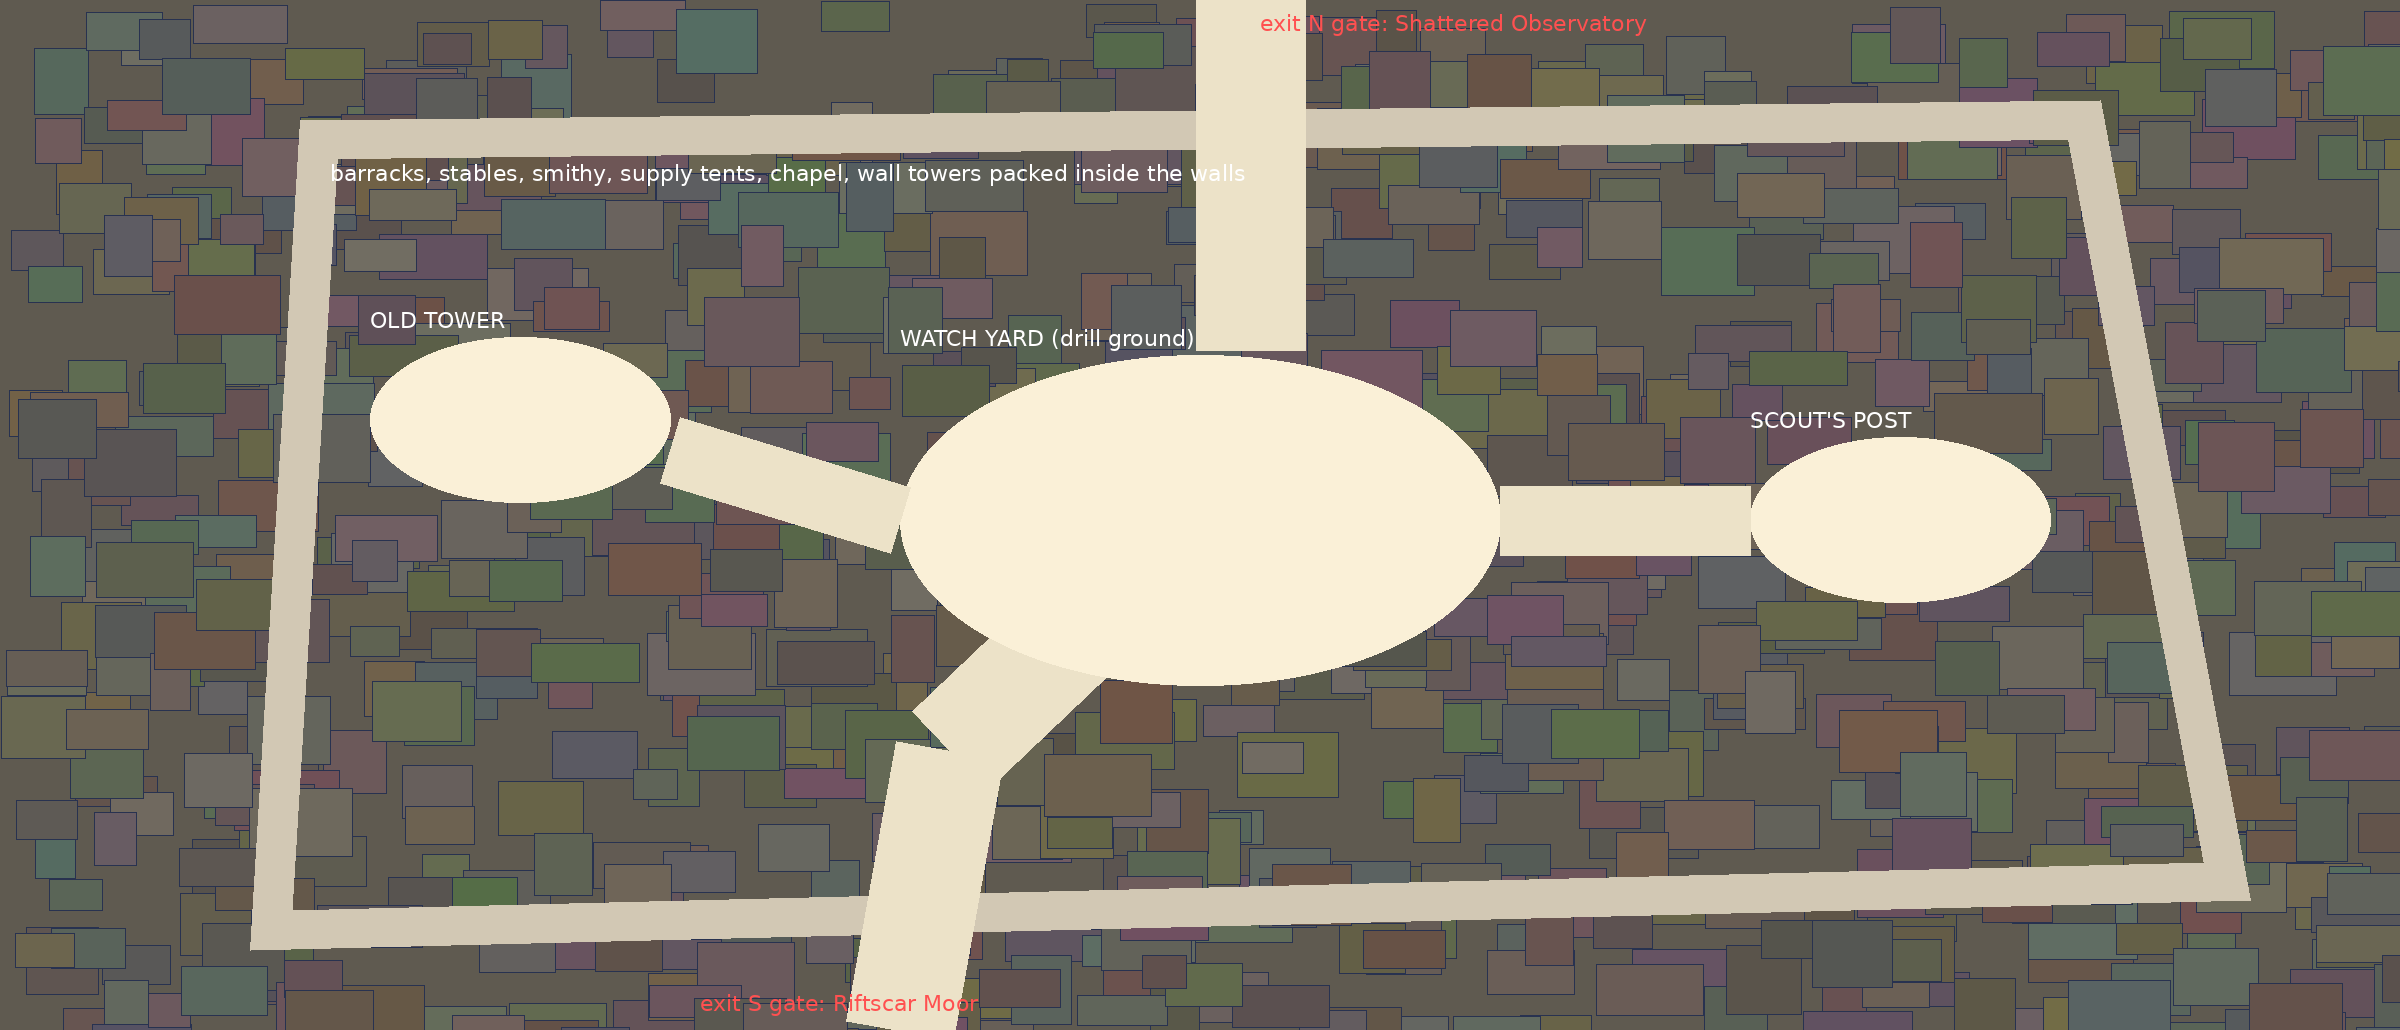 exit N gate: Shattered Observatory
barracks, stables, smithy, supply tents, chapel, wall towers packed inside the walls
OLD TOWER
WATCH YARD (drill ground)
SCOUT'S POST
exit S gate: Riftscar Moor